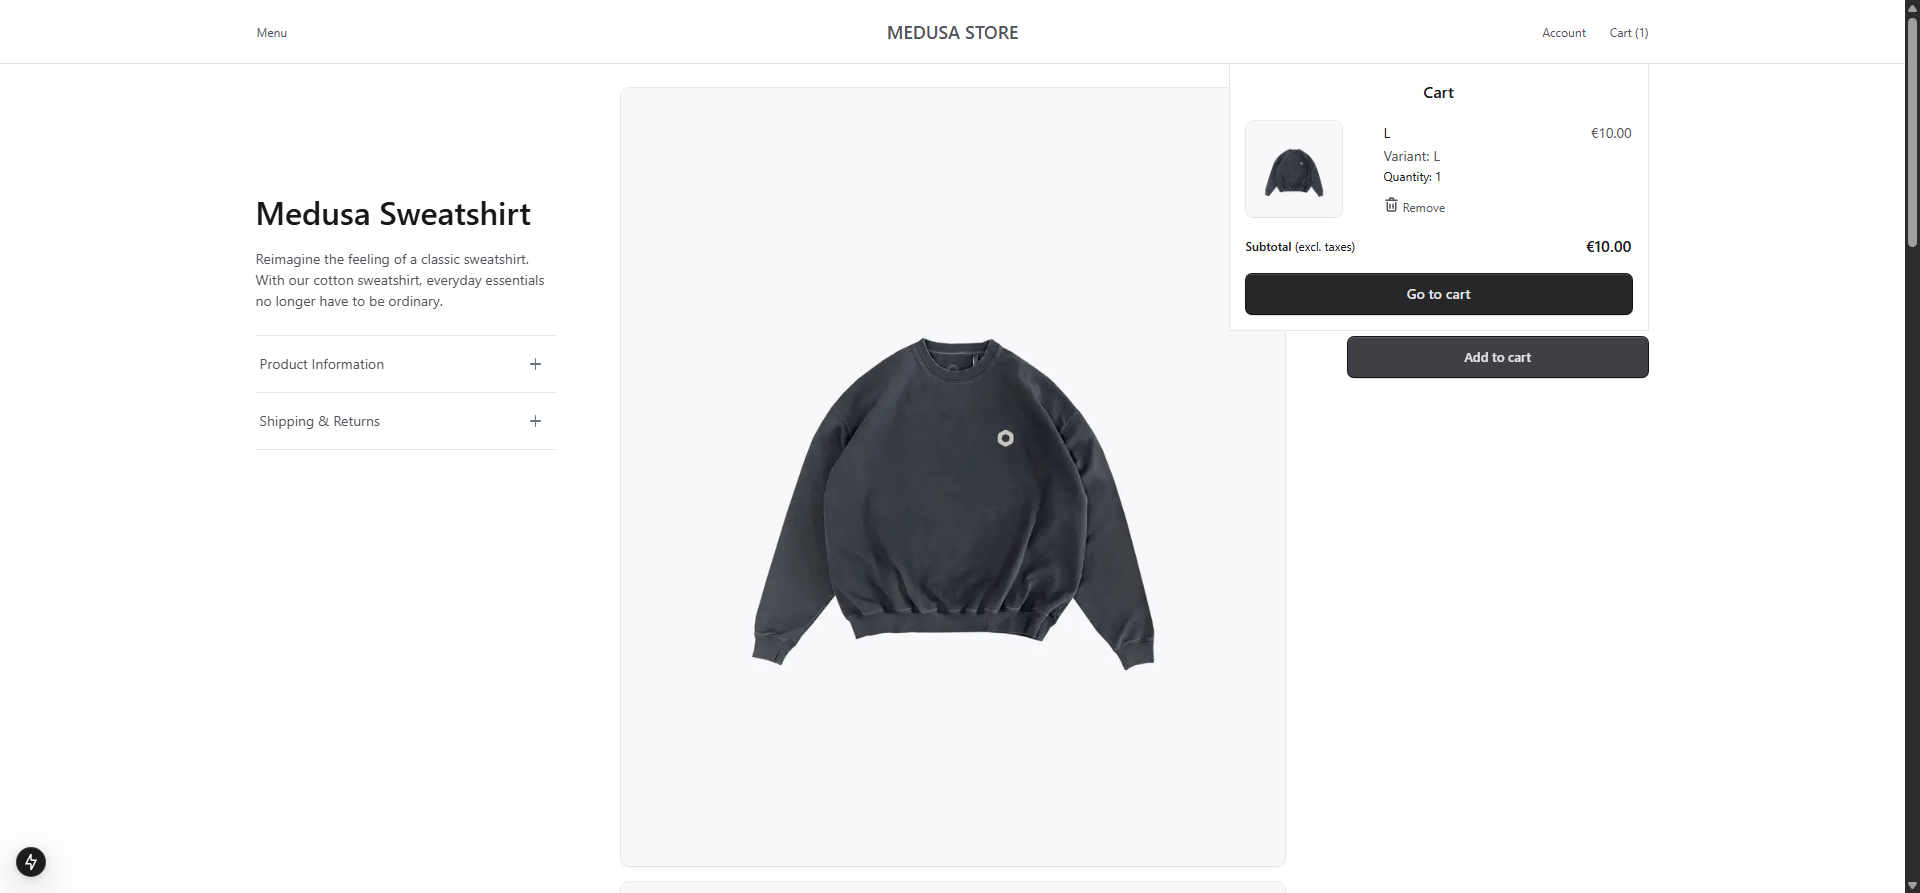 Menu
MEDUSA STORE
Account
Cart (1)
Medusa Sweatshirt
Reimagine the feeling of a classic sweatshirt.
With our cotton sweatshirt, everyday essentials
no longer have to be ordinary.
Product Information
Shipping & Returns
Cart
L
€10.00
Variant: L
Quantity: 1
Remove
Subtotal (excl. taxes)
€10.00
Go to cart
Add to cart